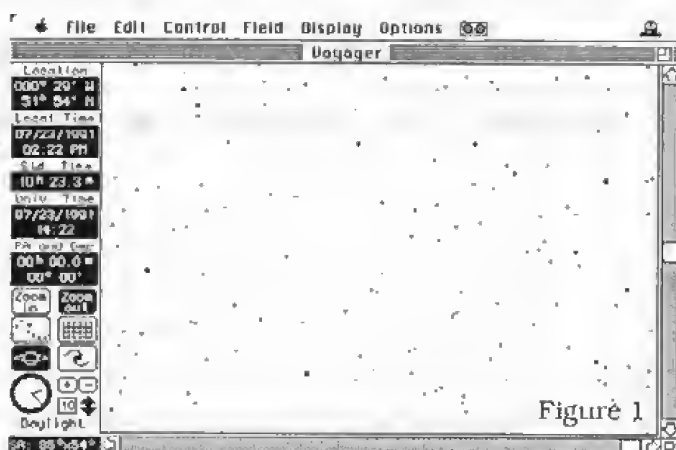 File Edit Control Field Display Options
Voyager
Location
000° 29' W
51° 54' N
Local Time
07/23/1991
02:22 PM
Sid Time
10h 23.3m
Univ Time
07/23/1991
14:22
RA and Dec
00h 00.0m
00° 00'
Zoom in Zoom out
+ -
10
Daylight
Figure 1